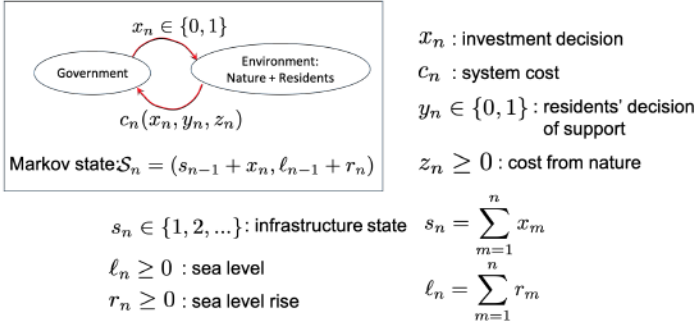 x_n ∈ {0, 1}
Government
Environment:
Nature + Residents
c_n(x_n, y_n, z_n)
Markov state:S_n = (s_{n−1} + x_n, ℓ_{n−1} + r_n)
x_n : investment decision
c_n : system cost
y_n ∈ {0, 1} : residents' decision
of support
z_n ≥ 0 : cost from nature
s_n ∈ {1, 2, ...} : infrastructure state
ℓ_n ≥ 0 : sea level
r_n ≥ 0 : sea level rise
s_n = \sum_{m=1}^{n} x_m
ℓ_n = \sum_{m=1}^{n} r_m